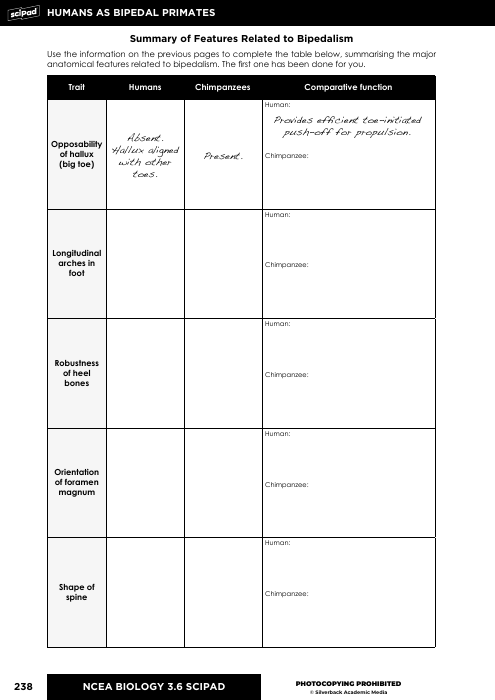 scipad
HUMANS AS BIPEDAL PRIMATES
Summary of Features Related to Bipedalism
Use the information on the previous pages to complete the table below, summarising the major
anatomical features related to bipedalism. The first one has been done for you.
Trait
Humans
Chimpanzees
Comparative function
Opposability
of hallux
(big toe)
Absent.
Hallux aligned
with other
toes.
Present.
Human:
Provides efficient toe-initiated
push-off for propulsion.
Chimpanzee:
Longitudinal
arches in
foot
Human:
Chimpanzee:
Robustness
of heel
bones
Human:
Chimpanzee:
Orientation
of foramen
magnum
Human:
Chimpanzee:
Shape of
spine
Human:
Chimpanzee:
238
NCEA BIOLOGY 3.6 SCIPAD
PHOTOCOPYING PROHIBITED
© Silverback Academic Media